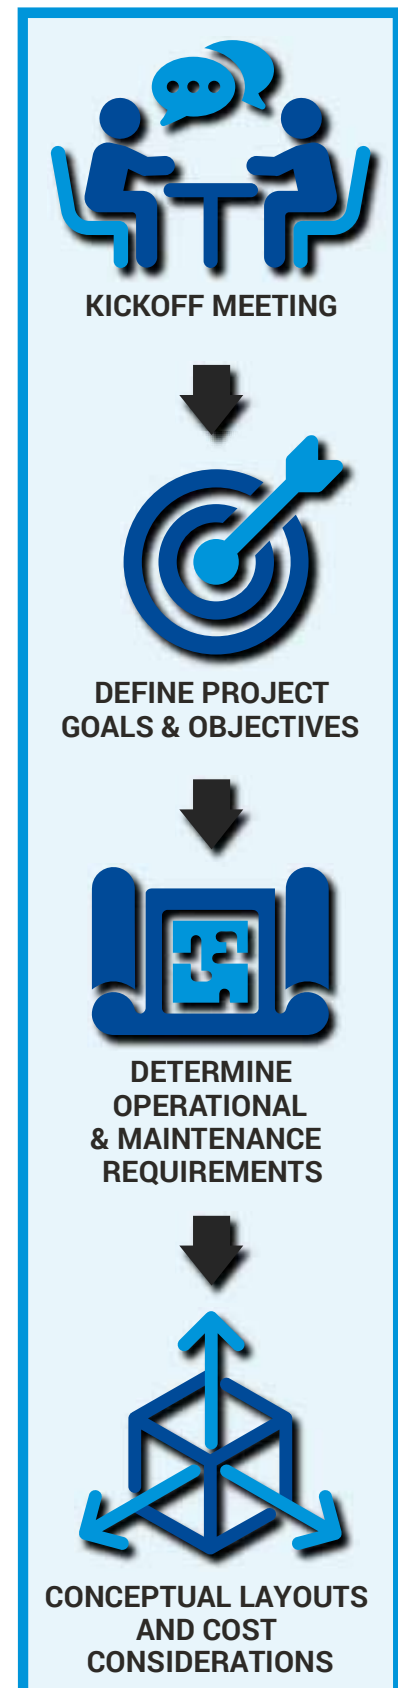 KICKOFF MEETING
DEFINE PROJECT
GOALS & OBJECTIVES
DETERMINE
OPERATIONAL
& MAINTENANCE
REQUIREMENTS
CONCEPTUAL LAYOUTS
AND COST
CONSIDERATIONS